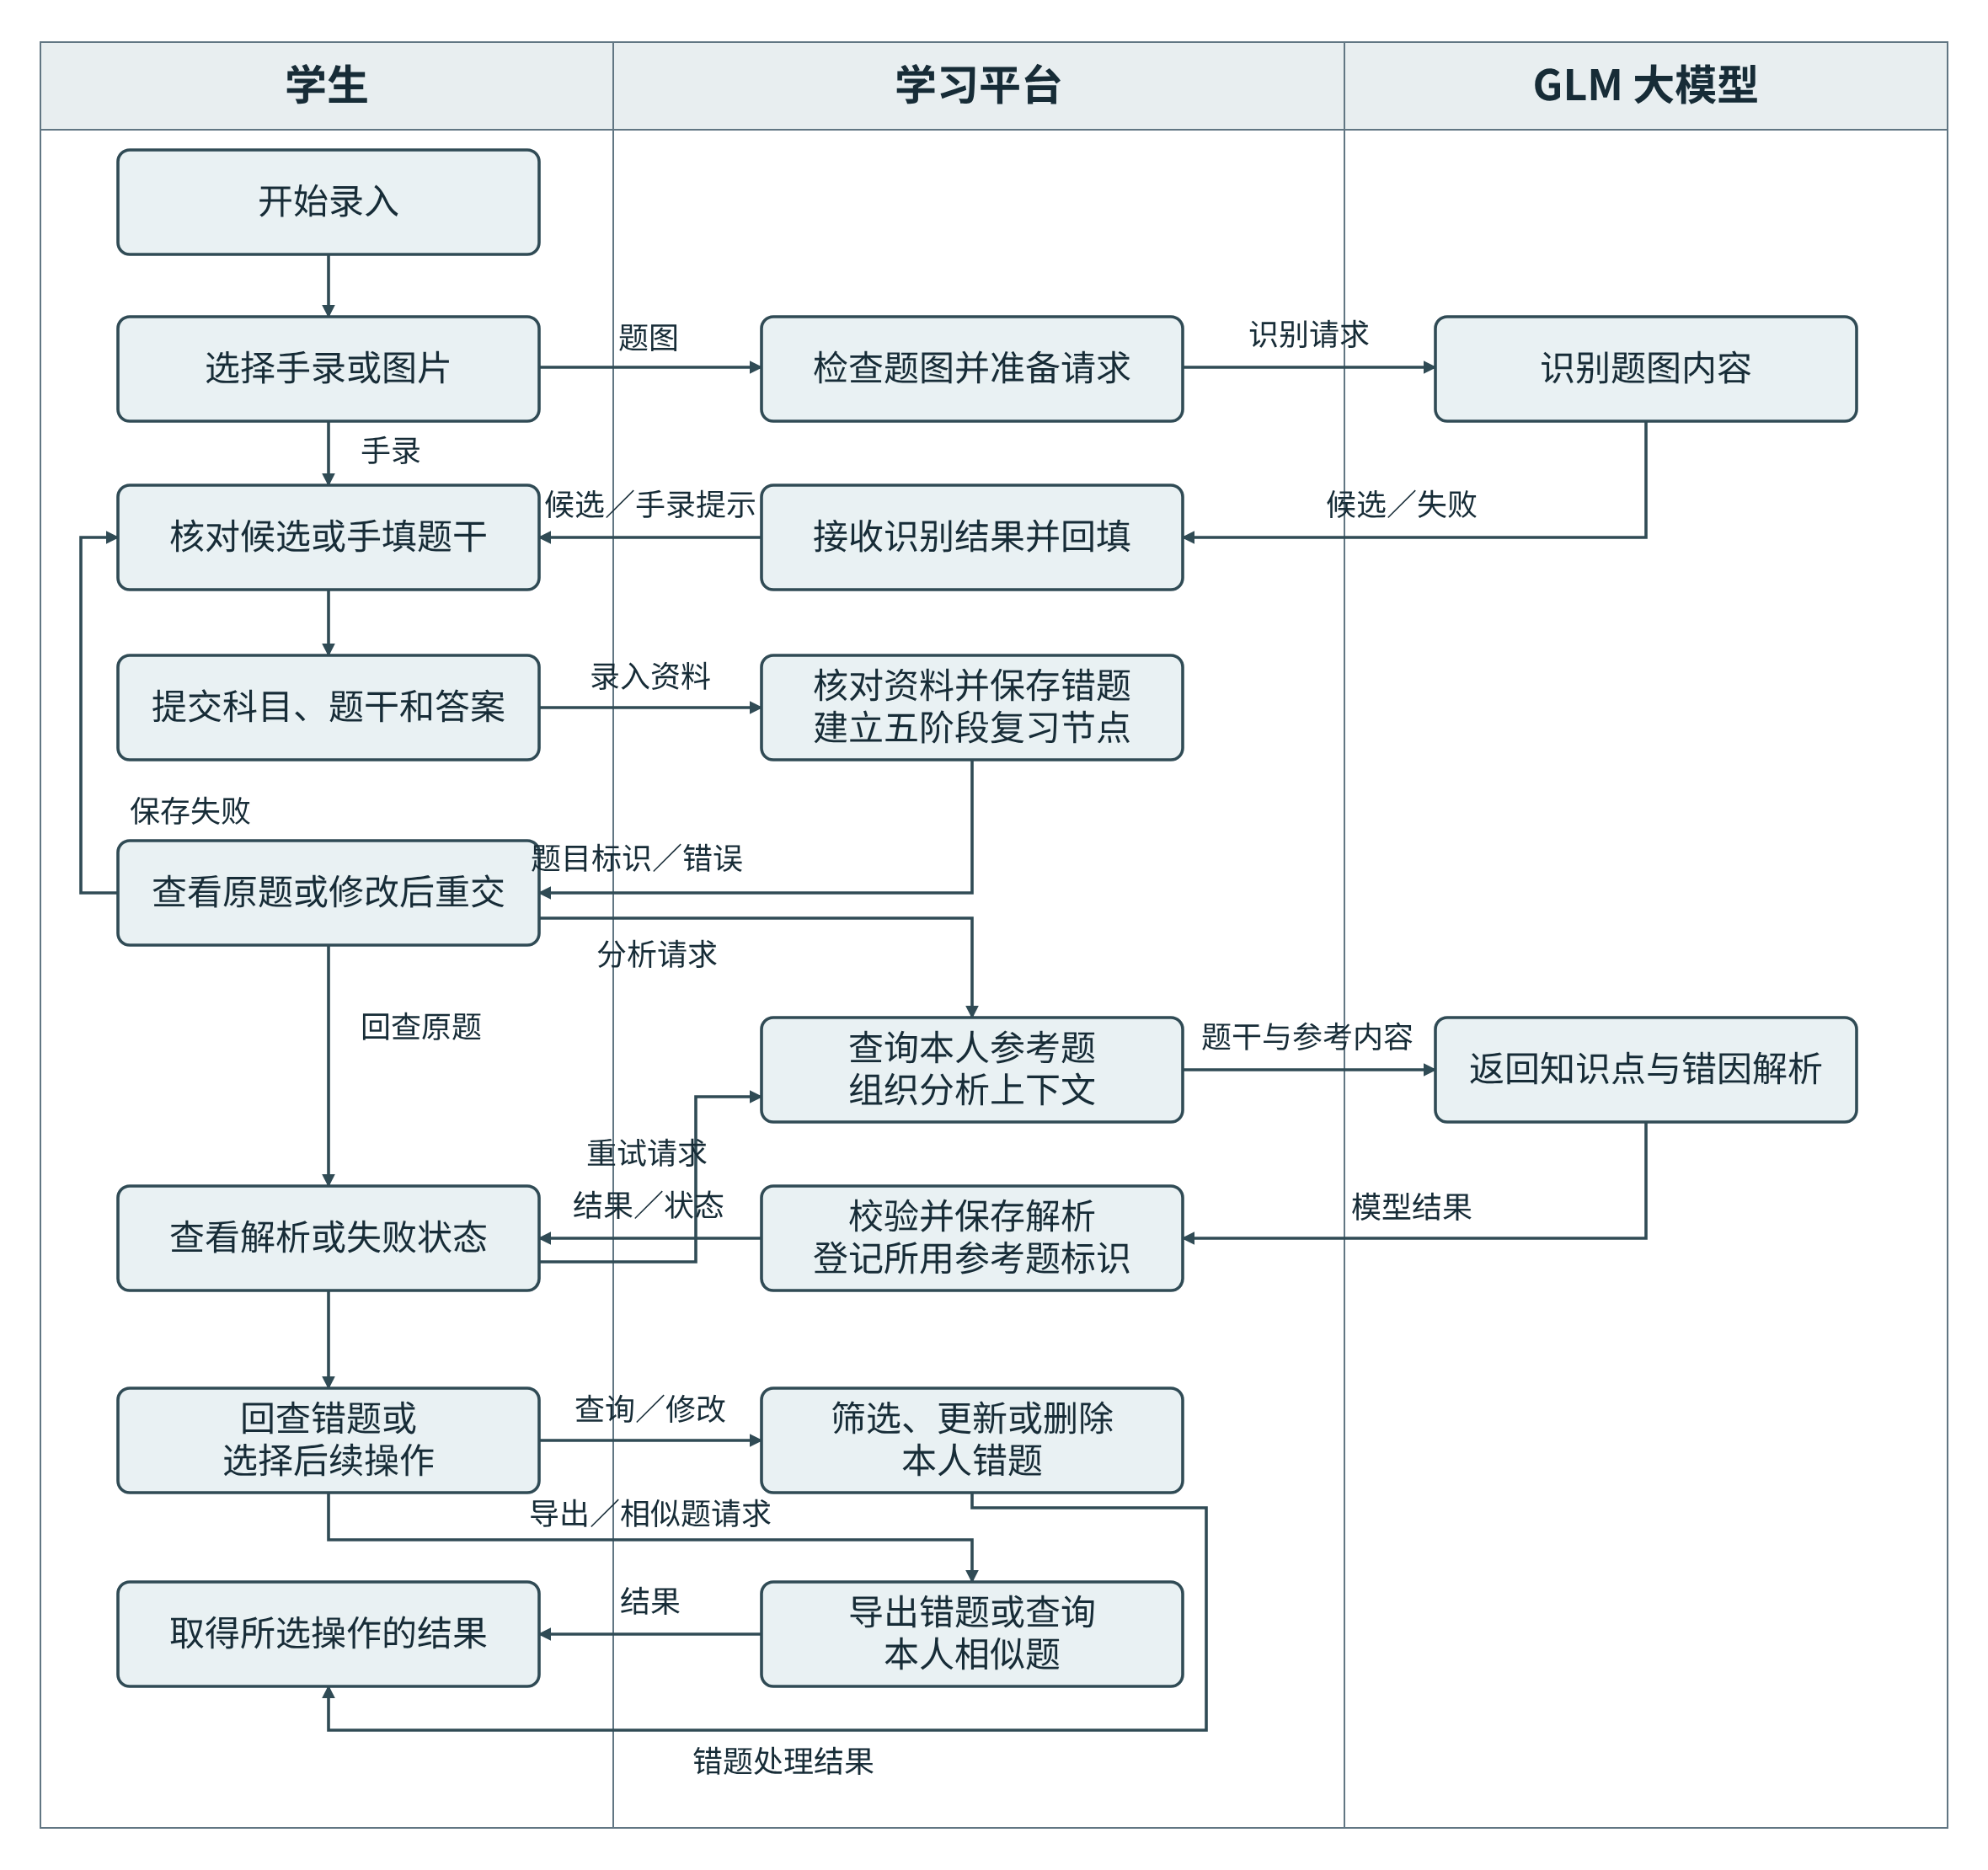 学生
学习平台
GLM 大模型
开始录入
选择手录或图片
题图
检查题图并准备请求
识别请求
识别题图内容
手录
核对候选或手填题干
候选／手录提示
接收识别结果并回填
候选／失败
提交科目、题干和答案
录入资料
核对资料并保存错题
建立五阶段复习节点
保存失败
题目标识／错误
查看原题或修改后重交
分析请求
回查原题
查询本人参考题
组织分析上下文
题干与参考内容
返回知识点与错因解析
重试请求
结果／状态
查看解析或失败状态
校验并保存解析
登记所用参考题标识
模型结果
回查错题或
选择后续操作
查询／修改
筛选、更新或删除
本人错题
导出／相似题请求
取得所选操作的结果
结果
导出错题或查询
本人相似题
错题处理结果